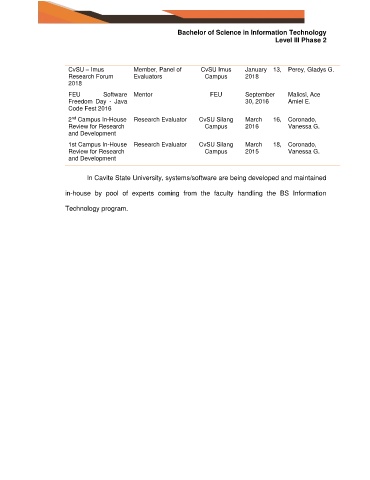 Bachelor of Science in Information Technology
Level III Phase 2
CvSU – Imus Member, Panel of CvSU Imus January 13, Perey, Gladys G.
Research Forum Evaluators Campus 2018
2018
FEU Software Mentor FEU September Malicsi, Ace
Freedom Day - Java 30, 2016 Amiel E.
Code Fest 2016
2nd Campus In-House Research Evaluator CvSU Silang March 16, Coronado,
Review for Research Campus 2016 Vanessa G.
and Development
1st Campus In-House Research Evaluator CvSU Silang March 18, Coronado,
Review for Research Campus 2015 Vanessa G.
and Development
In Cavite State University, systems/software are being developed and maintained
in-house by pool of experts coming from the faculty handling the BS Information
Technology program.